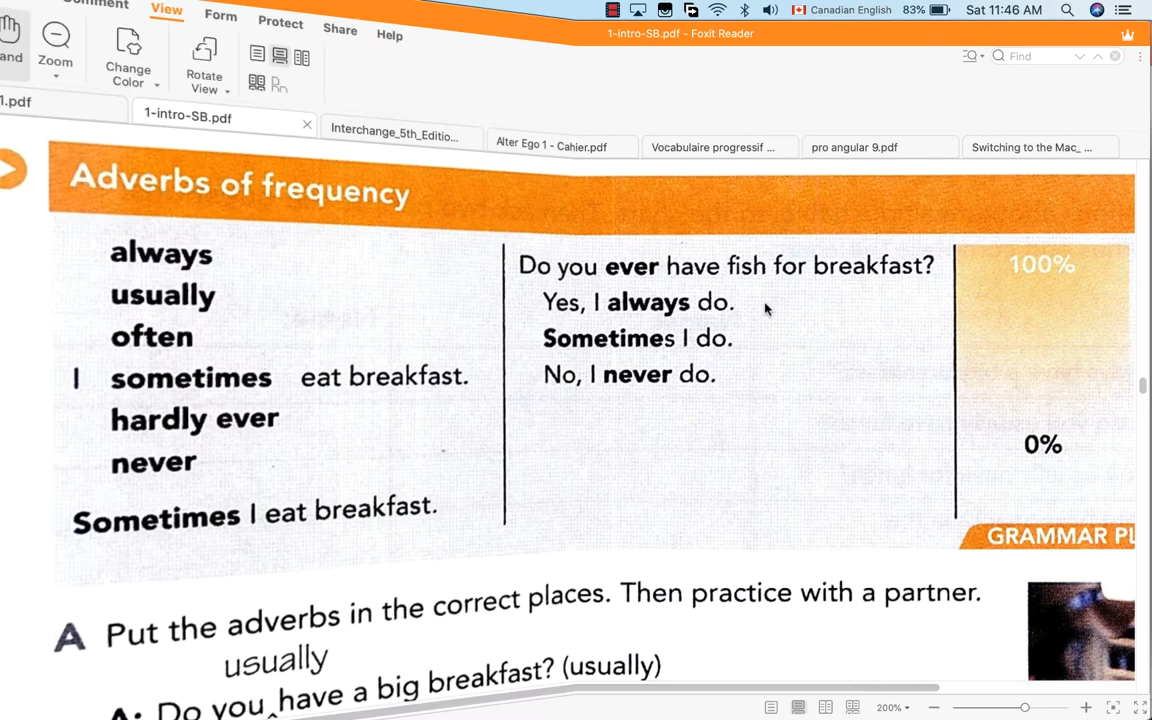 Comment View Form Protect Share Help
Canadian English 83% Sat 11:46 AM
1-intro-SB.pdf - Foxit Reader
Zoom
Change Color
Rotate View
Find
1.pdf
1-intro-SB.pdf
Interchange_5th_Editio...
Alter Ego 1 - Cahier.pdf
Vocabulaire progressif ...
pro angular 9.pdf
Switching to the Mac_ ...
Adverbs of frequency
always
usually
often
I sometimes eat breakfast.
hardly ever
never
Sometimes I eat breakfast.
Do you ever have fish for breakfast?
Yes, I always do.
Sometimes I do.
No, I never do.
100%
0%
GRAMMAR PL
A Put the adverbs in the correct places. Then practice with a partner.
usually
A: Do you ‸have a big breakfast? (usually)
200%